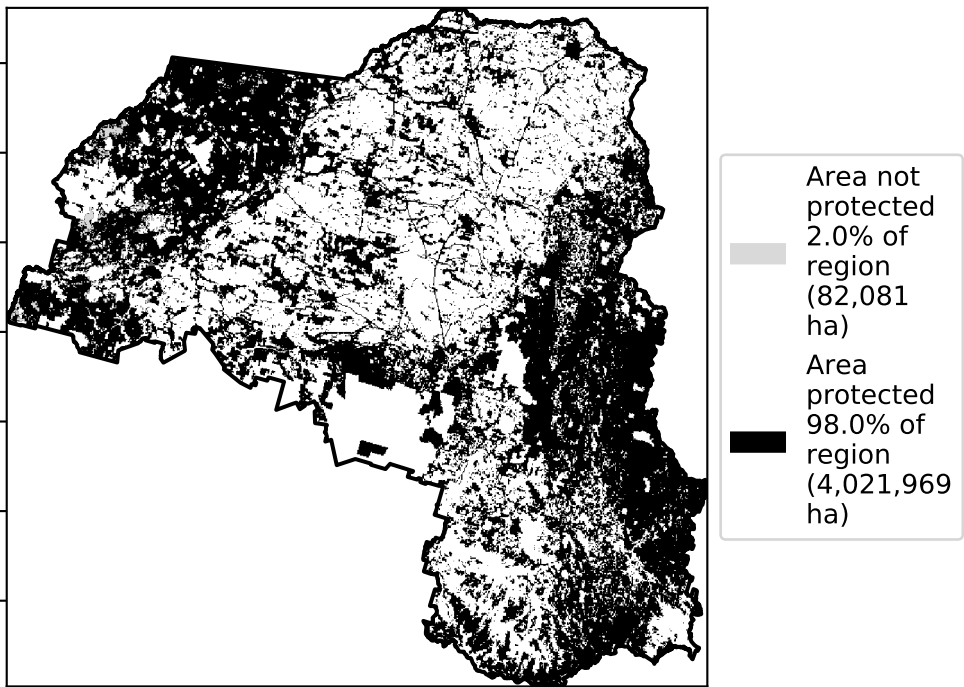 Area not
protected
2.0% of
region
(82,081
ha)
Area
protected
98.0% of
region
(4,021,969
ha)